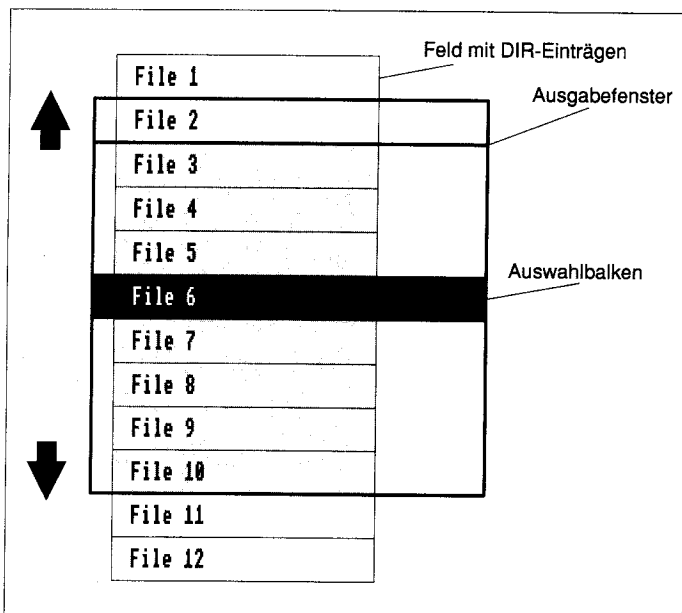 Feld mit DIR-Einträgen
File 1
Ausgabefenster
File 2
File 3
File 4
File 5
Auswahlbalken
File 6
File 7
File 8
File 9
File 10
File 11
File 12